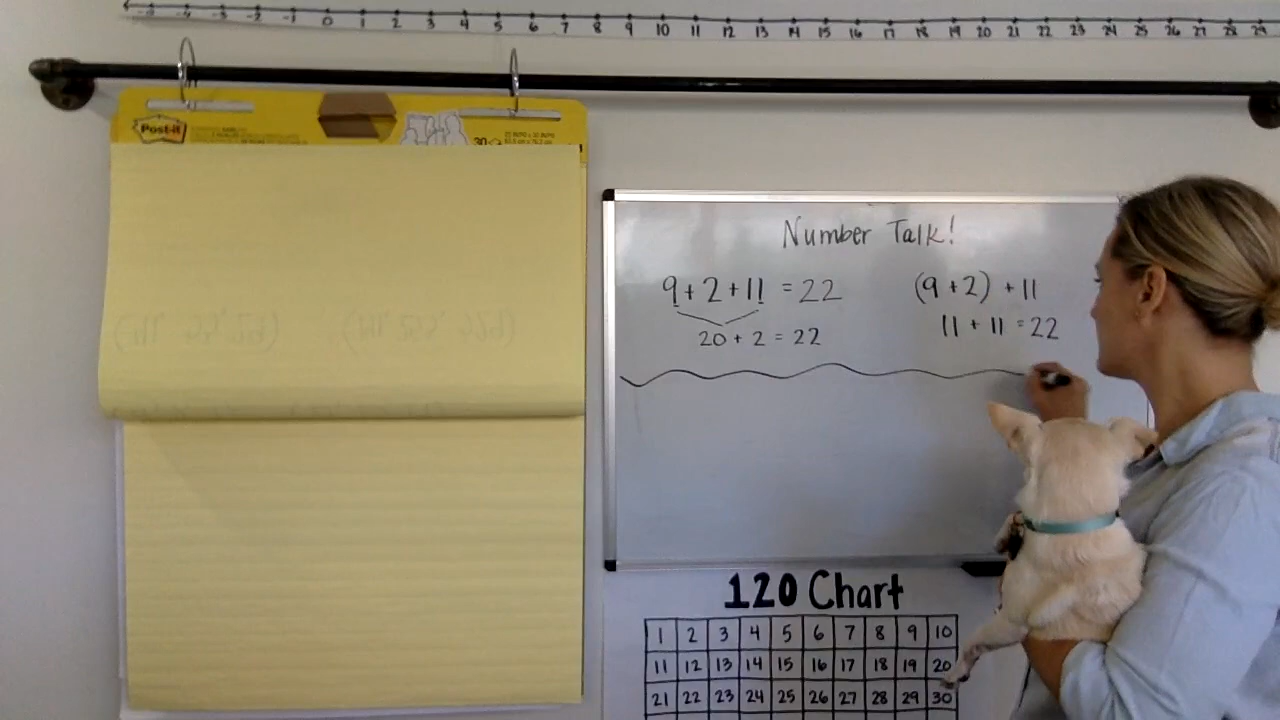 -5 -4 -3 -2 -1 0 1 2 3 4 5 6 7 8 9 10 11 12 13 14 15 16 17 18 19 20 21 22 23 24 25 26 27 28 29
Post-it
30
Number Talk!
9 + 2 + 11 = 22
20 + 2 = 22
(9 + 2) + 11
11 + 11 = 22
120 Chart
1 2 3 4 5 6 7 8 9 10
11 12 13 14 15 16 17 18 19 20
21 22 23 24 25 26 27 28 29 30